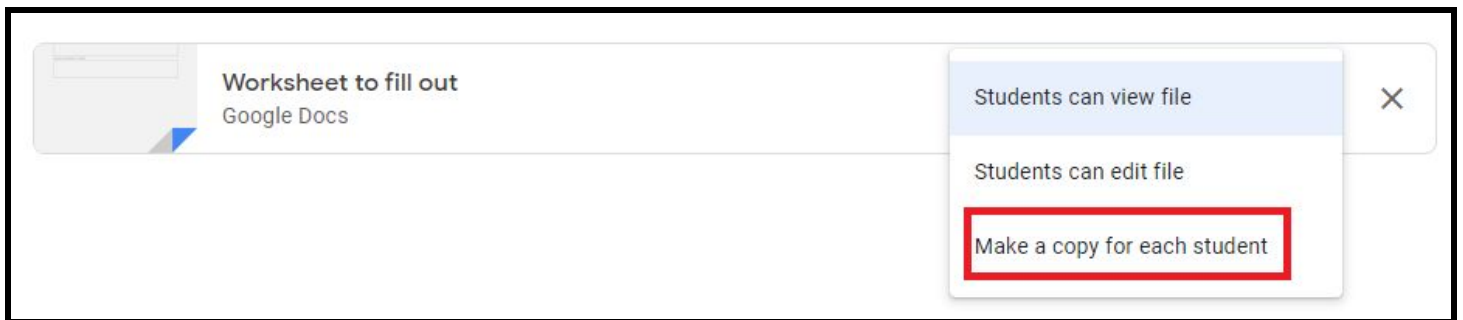 Worksheet to fill out
Google Docs
Students can view file
Students can edit file
Make a copy for each student